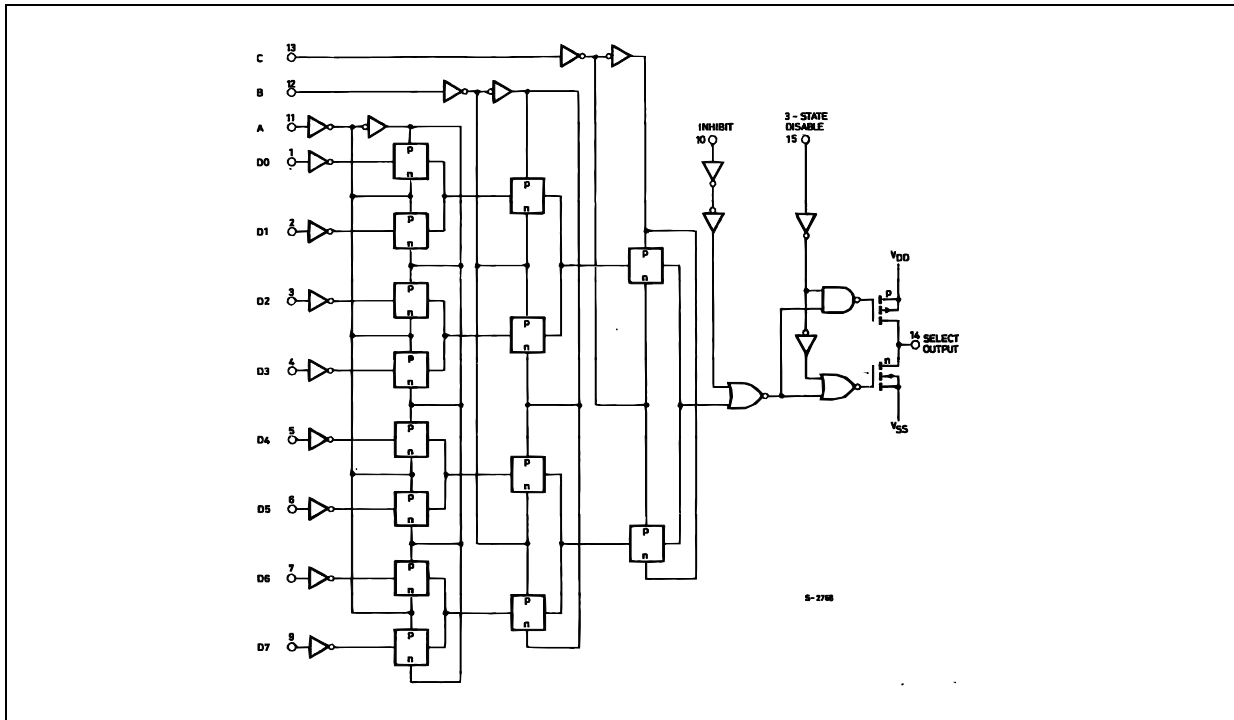 C 13
B 12
A 11
D0 1
D1 2
D2 3
D3 4
D4 5
D5 6
D6 7
D7 9
p
n
p
n
p
n
p
n
p
n
p
n
p
n
p
n
p
n
p
n
p
n
p
n
p
n
p
n
INHIBIT
10
3 - STATE
DISABLE
15
VDD
p
14 SELECT
OUTPUT
n
VSS
S-2768